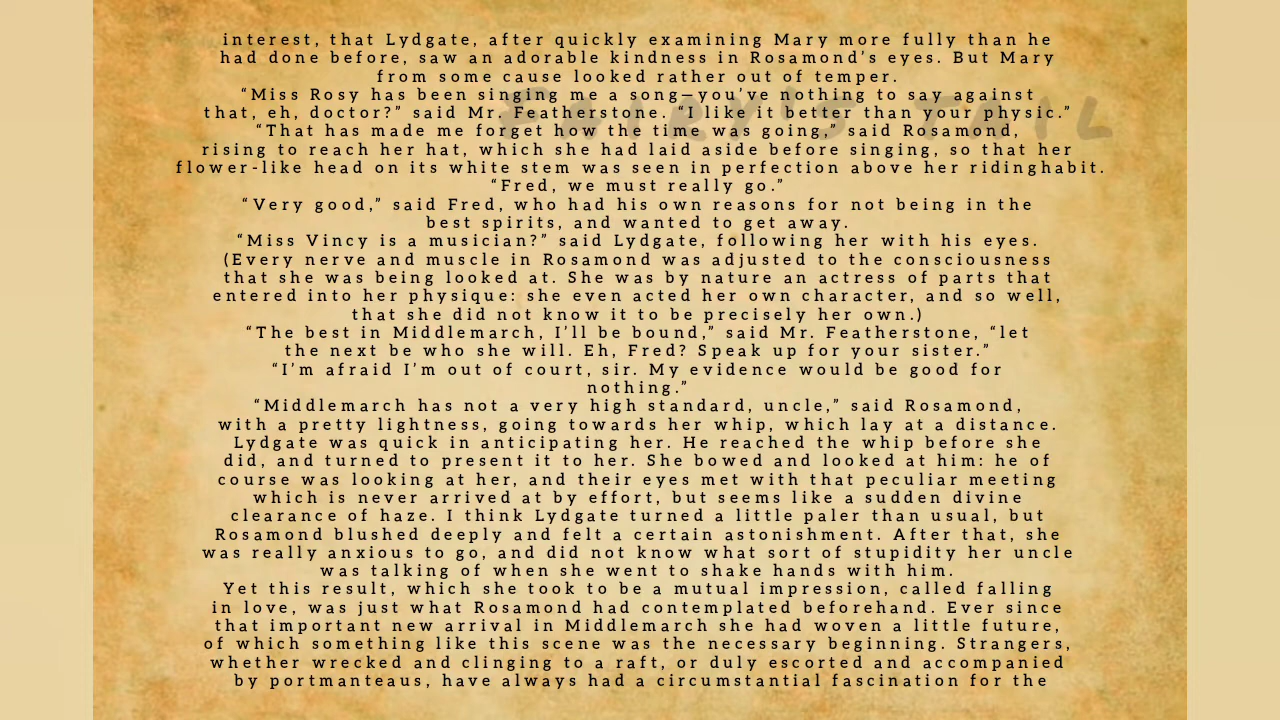 interest, that Lydgate, after quickly examining Mary more fully than he
had done before, saw an adorable kindness in Rosamond's eyes. But Mary
from some cause looked rather out of temper.
“Miss Rosy has been singing me a song—you've nothing to say against
that, eh, doctor?” said Mr. Featherstone. “I like it better than your physic.”
“That has made me forget how the time was going,” said Rosamond,
rising to reach her hat, which she had laid aside before singing, so that her
flower-like head on its white stem was seen in perfection above her ridinghabit.
“Fred, we must really go.”
“Very good,” said Fred, who had his own reasons for not being in the
best spirits, and wanted to get away.
“Miss Vincy is a musician?” said Lydgate, following her with his eyes.
(Every nerve and muscle in Rosamond was adjusted to the consciousness
that she was being looked at. She was by nature an actress of parts that
entered into her physique: she even acted her own character, and so well,
that she did not know it to be precisely her own.)
“The best in Middlemarch, I'll be bound,” said Mr. Featherstone, “let
the next be who she will. Eh, Fred? Speak up for your sister.”
“I'm afraid I'm out of court, sir. My evidence would be good for
nothing.”
“Middlemarch has not a very high standard, uncle,” said Rosamond,
with a pretty lightness, going towards her whip, which lay at a distance.
Lydgate was quick in anticipating her. He reached the whip before she
did, and turned to present it to her. She bowed and looked at him: he of
course was looking at her, and their eyes met with that peculiar meeting
which is never arrived at by effort, but seems like a sudden divine
clearance of haze. I think Lydgate turned a little paler than usual, but
Rosamond blushed deeply and felt a certain astonishment. After that, she
was really anxious to go, and did not know what sort of stupidity her uncle
was talking of when she went to shake hands with him.
Yet this result, which she took to be a mutual impression, called falling
in love, was just what Rosamond had contemplated beforehand. Ever since
that important new arrival in Middlemarch she had woven a little future,
of which something like this scene was the necessary beginning. Strangers,
whether wrecked and clinging to a raft, or duly escorted and accompanied
by portmanteaus, have always had a circumstantial fascination for the